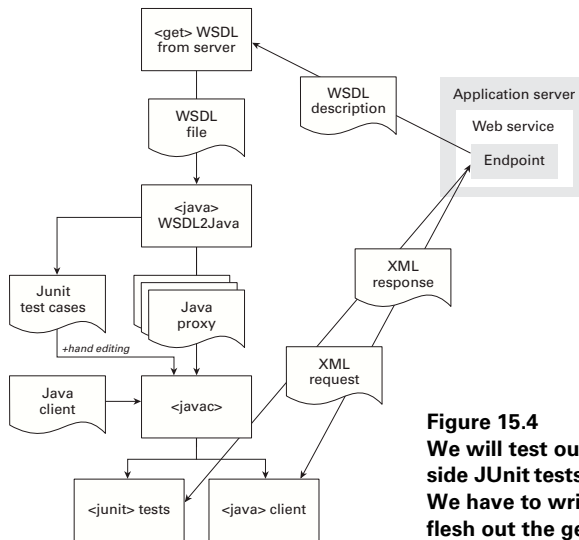 <get> WSDL
from server
WSDL
description
Application server
Web service
Endpoint
WSDL
file
<java>
WSDL2Java
Junit
test cases
Java
proxy
XML
response
+hand editing
XML
request
Java
client
<javac>
<junit> tests
<java> client
Figure 15.4
We will test ou
side JUnit tests
We have to wri
flesh out the ge